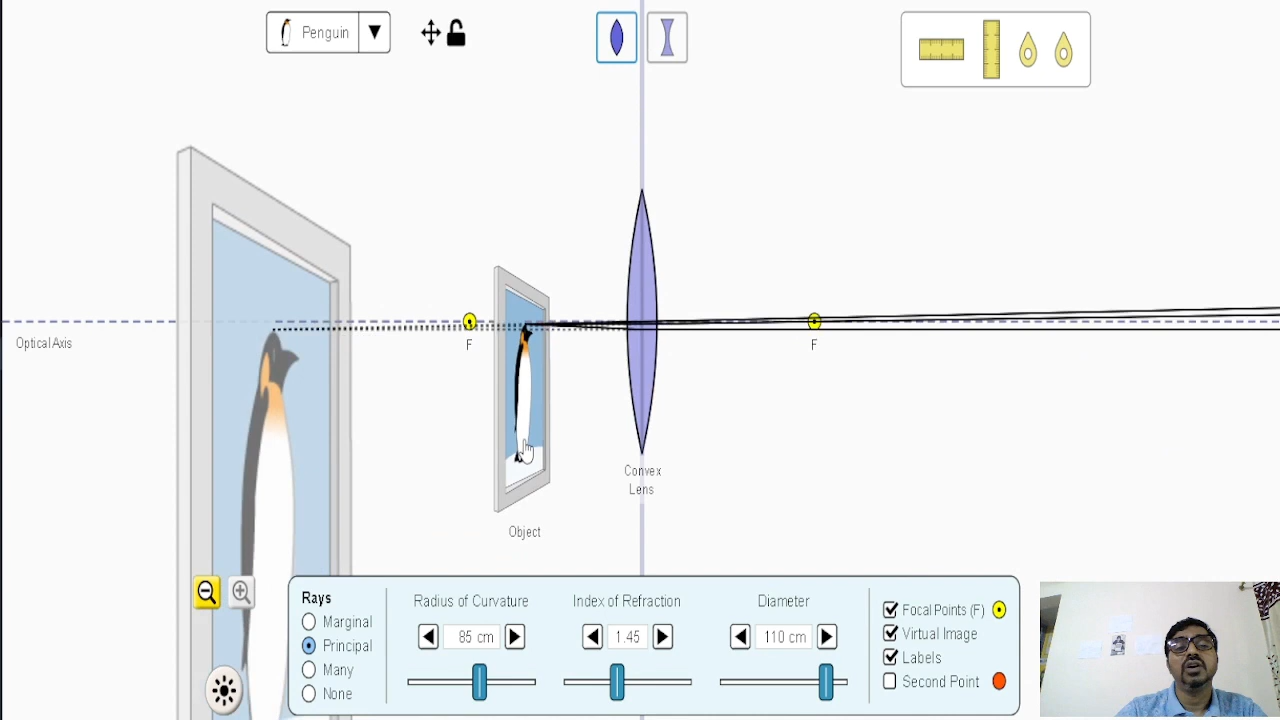 Penguin
Optical Axis
F
F
Convex
Lens
Object
Rays
Marginal
Principal
Many
None
Radius of Curvature
85 cm
Index of Refraction
1.45
Diameter
110 cm
Focal Points (F)
Virtual Image
Labels
Second Point